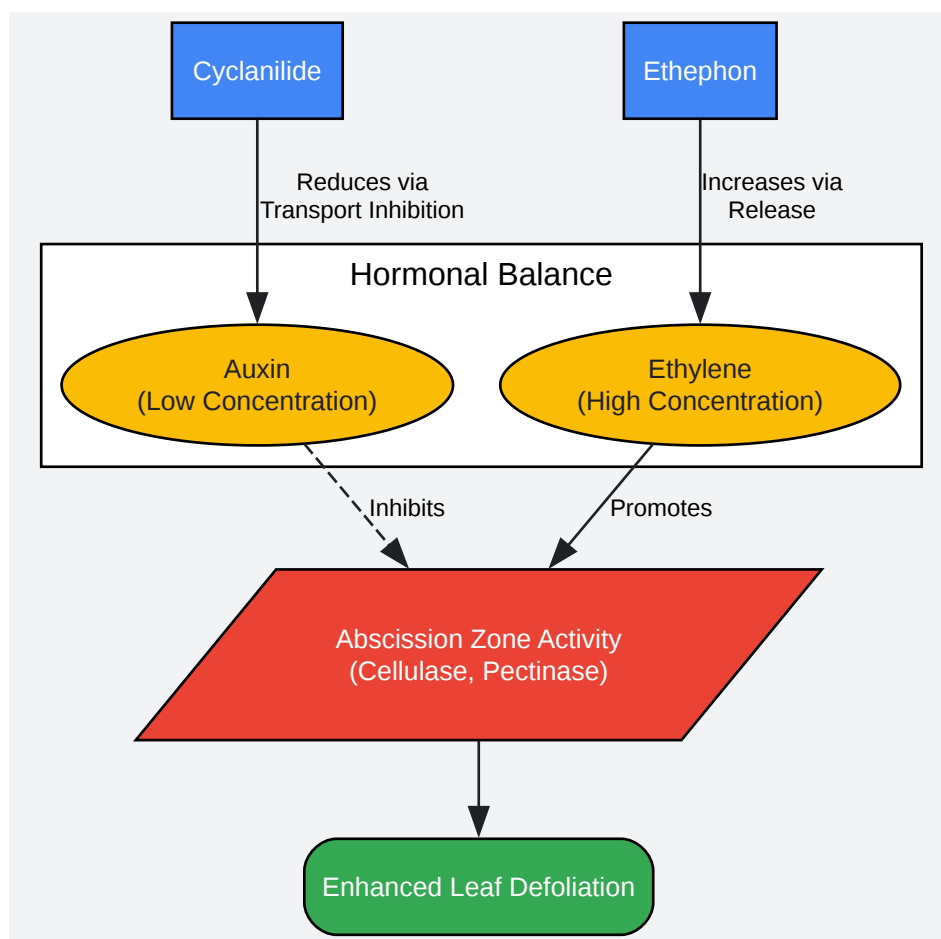 Cyclanilide
Ethephon
Reduces via
Transport Inhibition
Increases via
Release
Hormonal Balance
Auxin
(Low Concentration)
Ethylene
(High Concentration)
Inhibits
Promotes
Abscission Zone Activity
(Cellulase, Pectinase)
Enhanced Leaf Defoliation